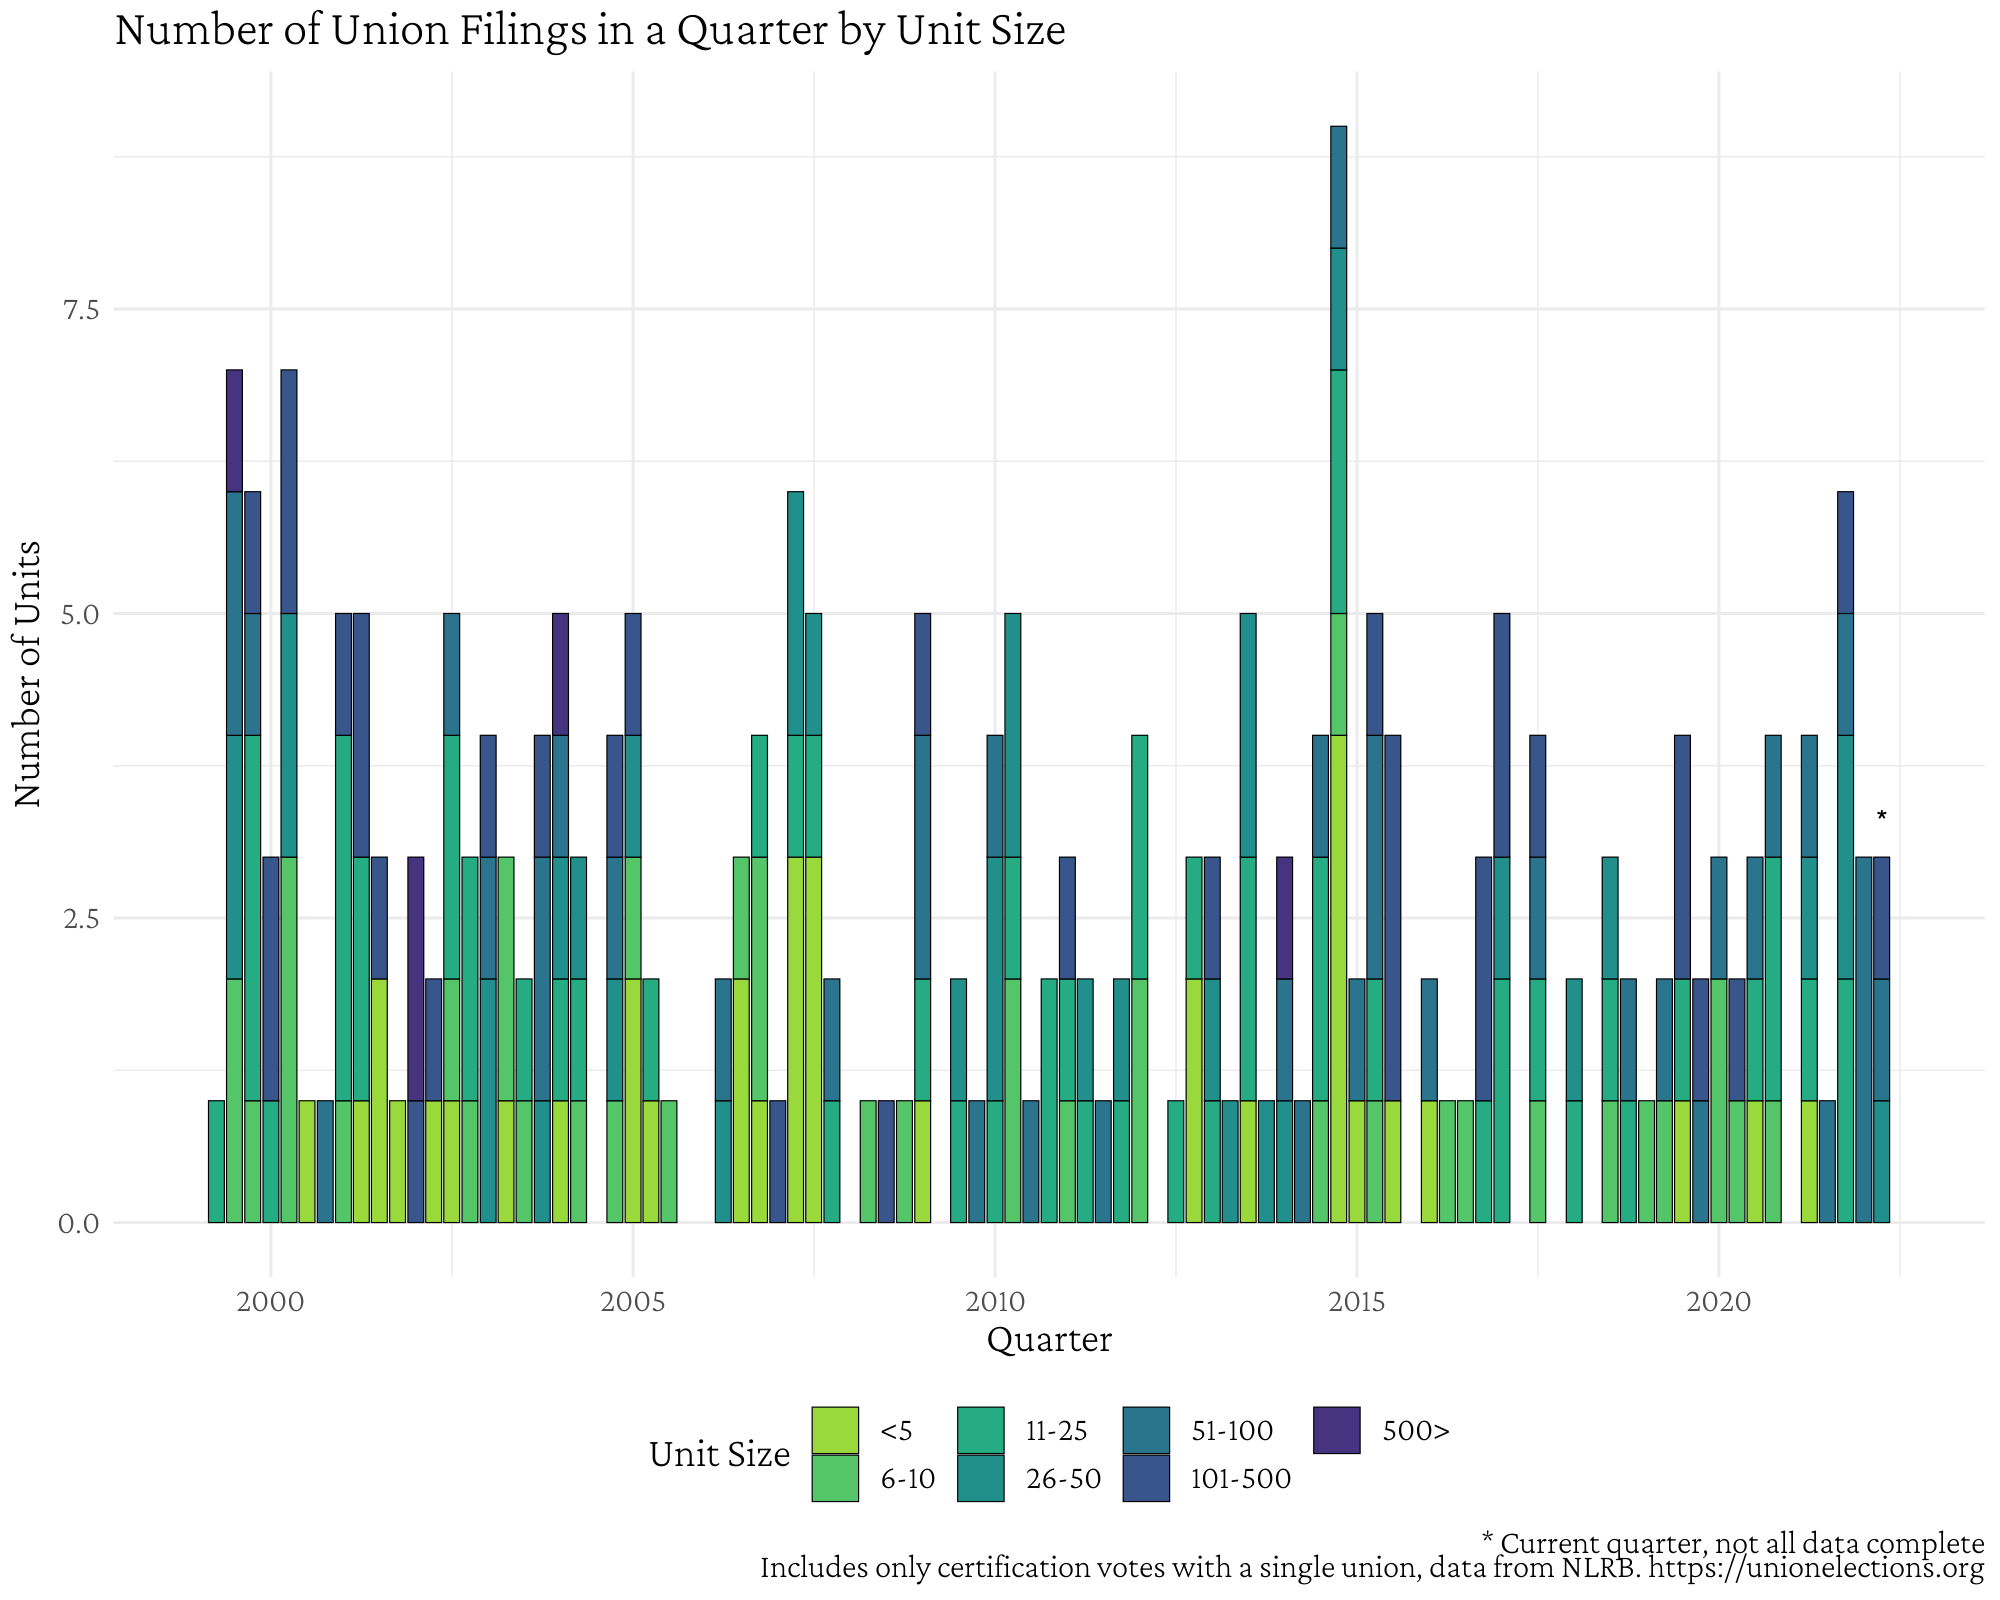 Number of Union Filings in a Quarter by Unit Size
Number of Units
7.5
5.0
2.5
0.0
*
2000 2005 2010 2015 2020
Quarter
Unit Size
<5 11-25 51-100 500>
6-10 26-50 101-500
* Current quarter, not all data complete
Includes only certification votes with a single union, data from NLRB. https://unionelections.org